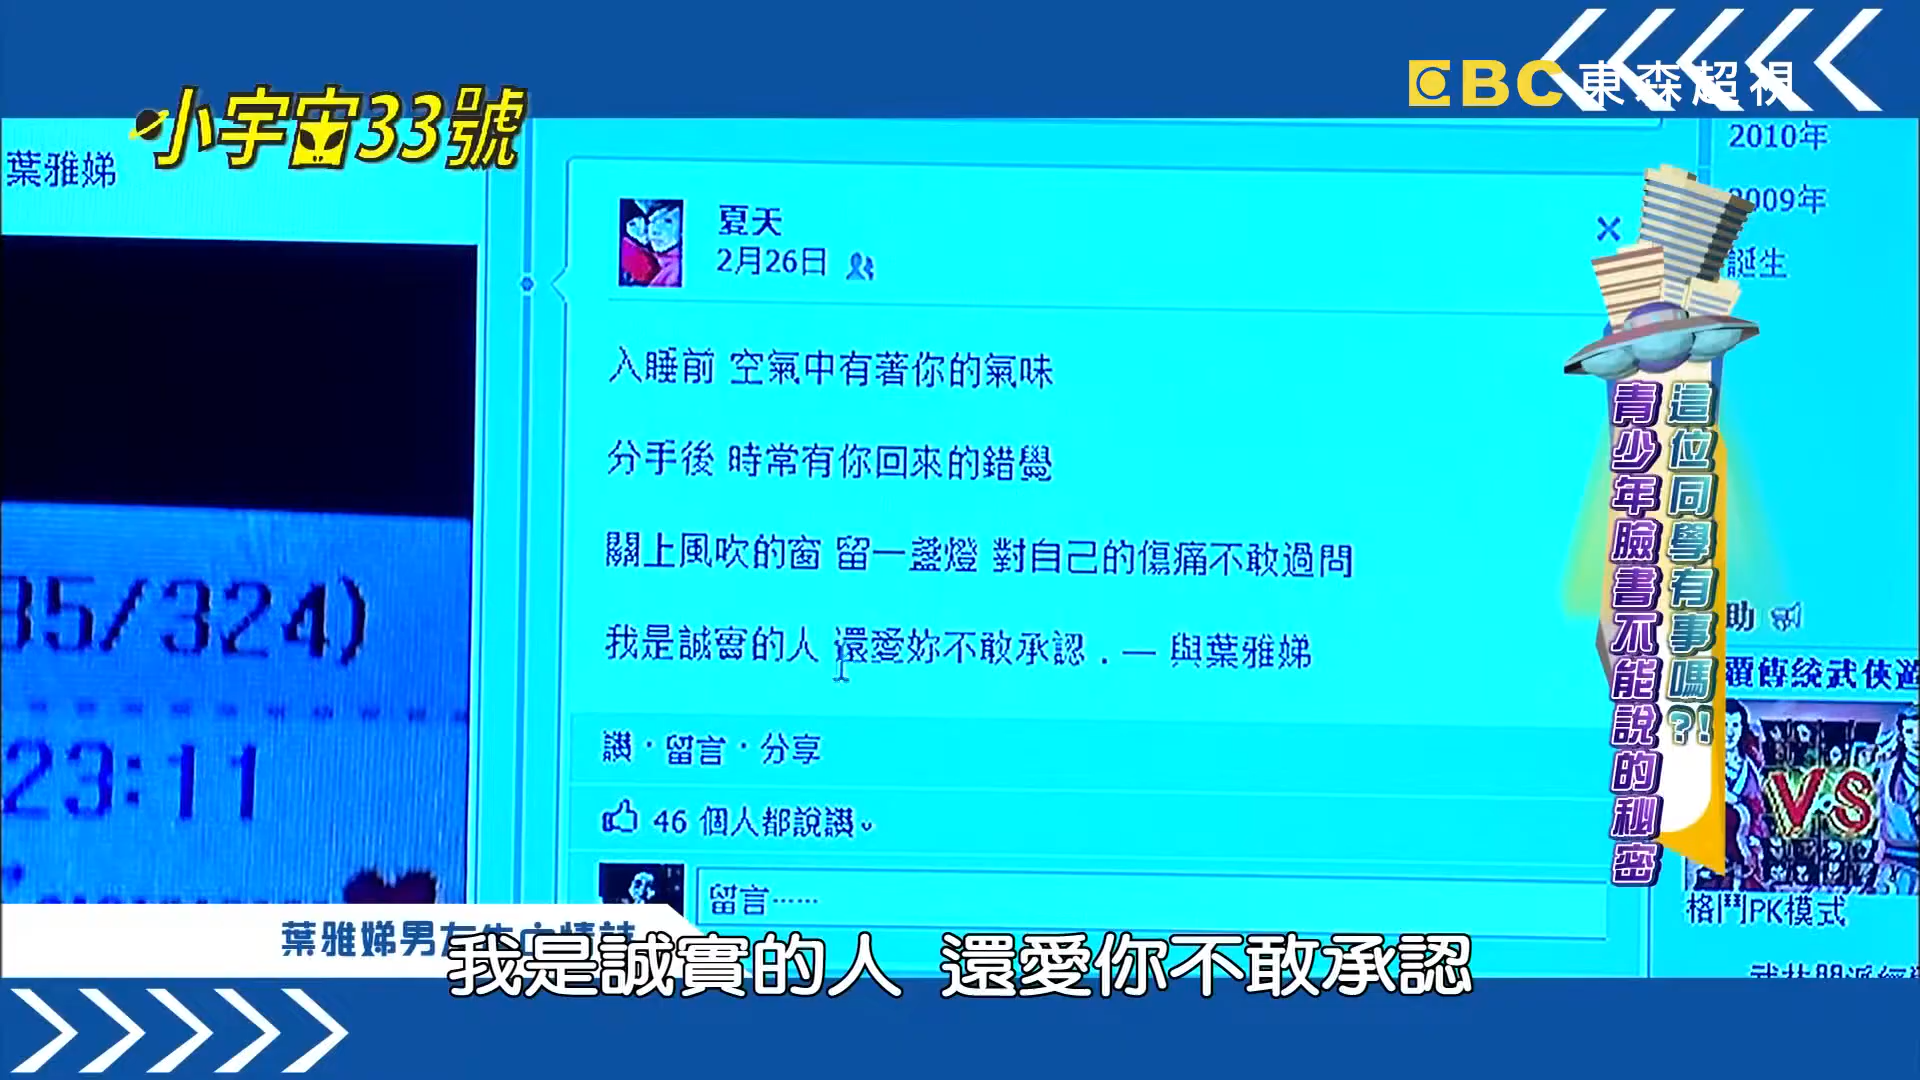 小宇宙33號
EBC 東森超視
葉雅娣
2010年
2009年
誕生
夏天
2月26日
入睡前 空氣中有著你的氣味
分手後 時常有你回來的錯覺
關上風吹的窗 留一盞燈 對自己的傷痛不敢過問
我是誠實的人 還愛妳不敢承認 . — 與葉雅娣
讚 · 留言 · 分享
46 個人都說讚。
留言……
35/324)
23:11
這位同學有事嗎?!
青少年臉書不能說的秘密
助
傳統武俠遊
VS
格鬥PK模式
葉雅娣男友
我是誠實的人 還愛你不敢承認